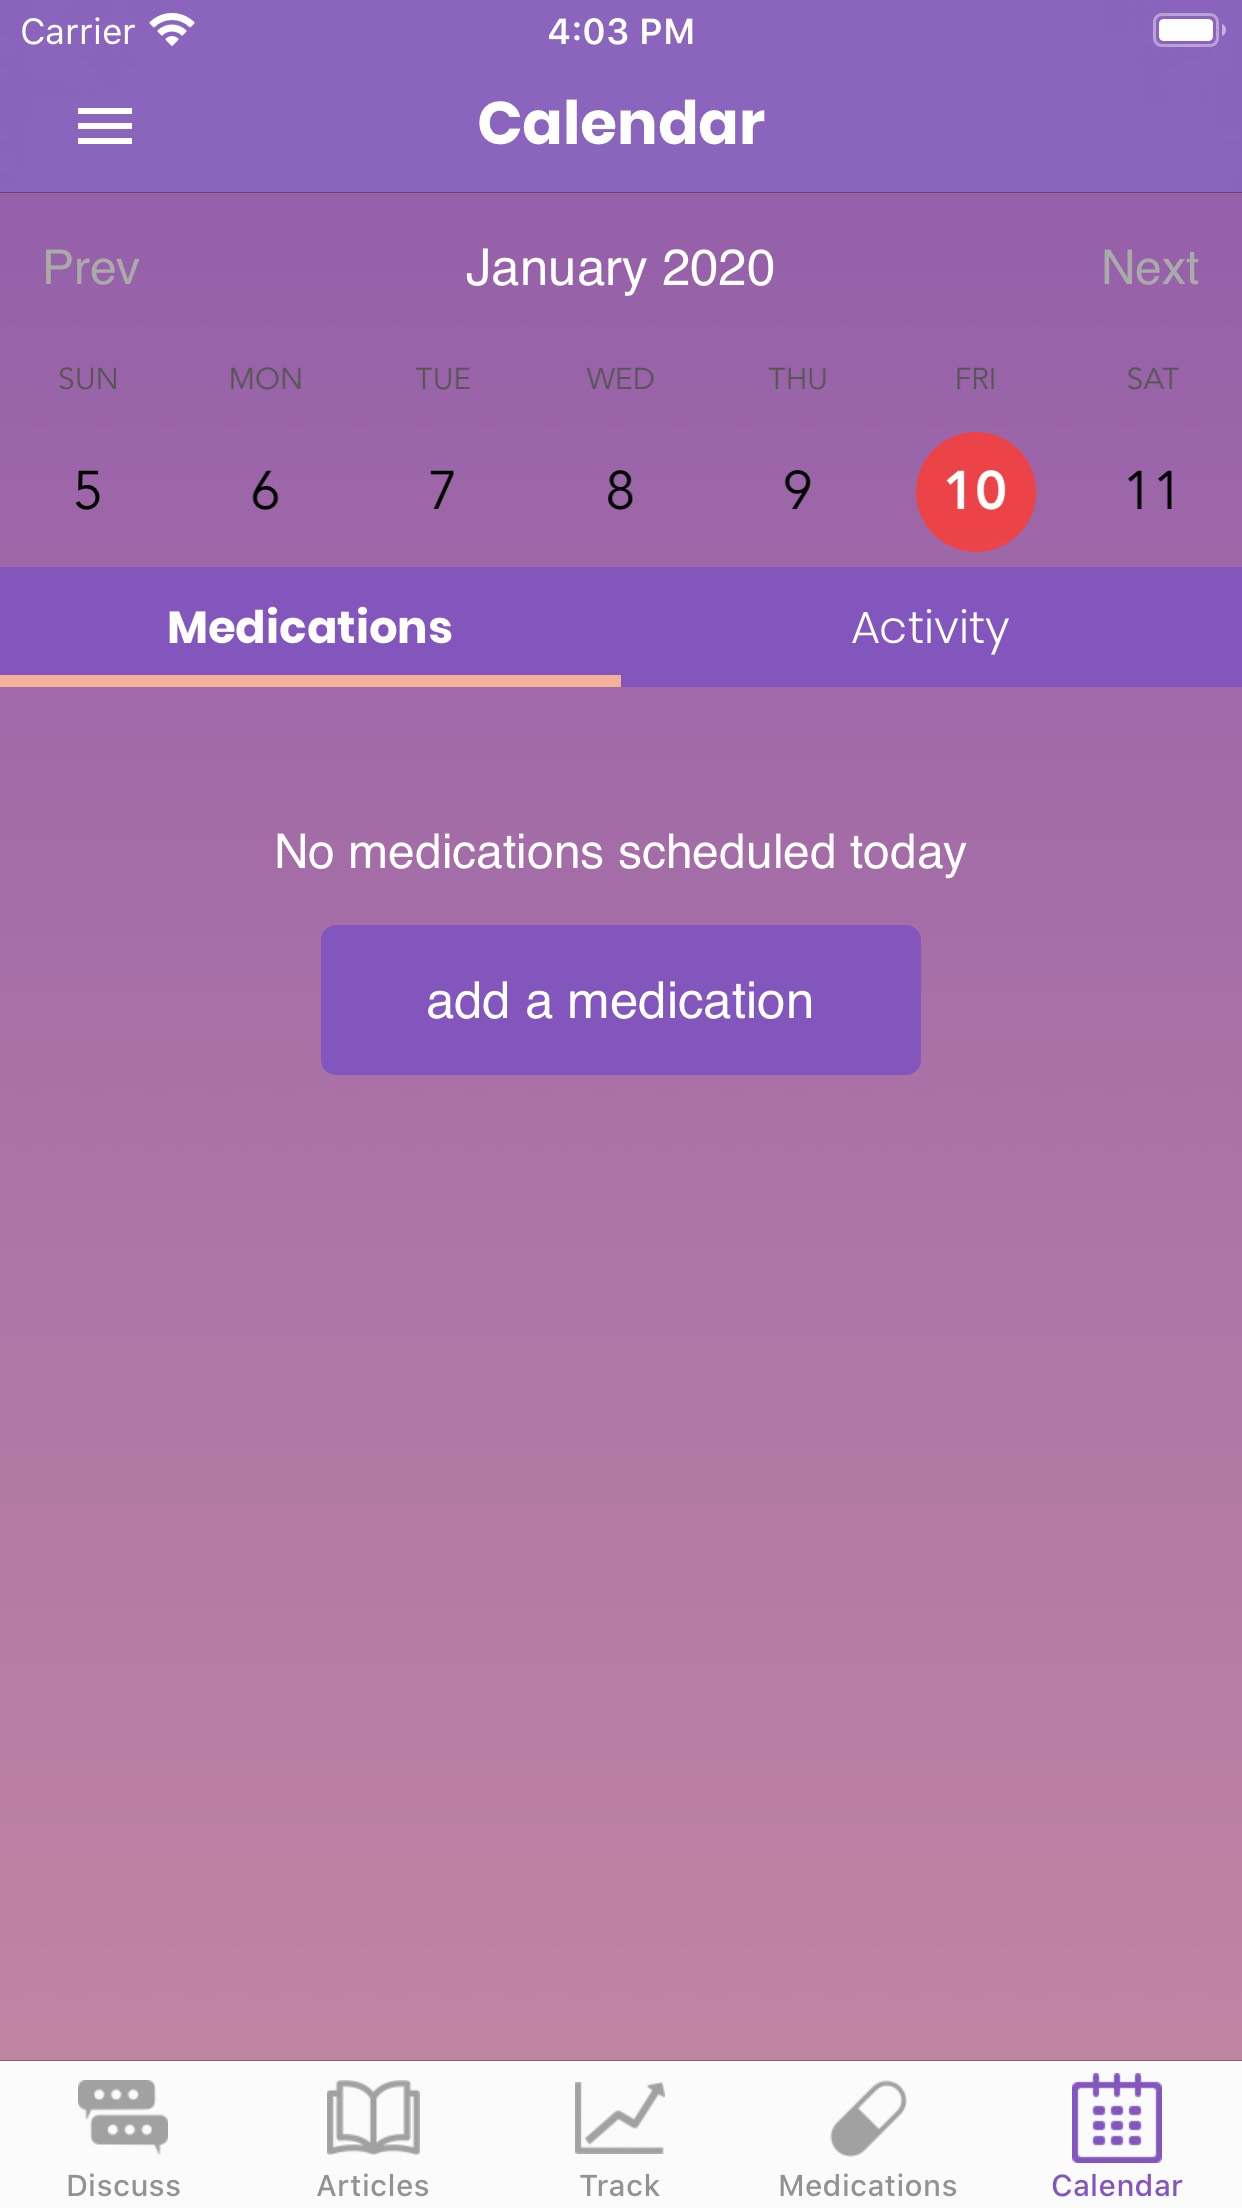 Carrier 4:03 PM
Calendar
Prev January 2020 Next
SUN MON TUE WED THU FRI SAT
5 6 7 8 9 10 11
Medications Activity
No medications scheduled today
add a medication
Discuss Articles Track Medications Calendar